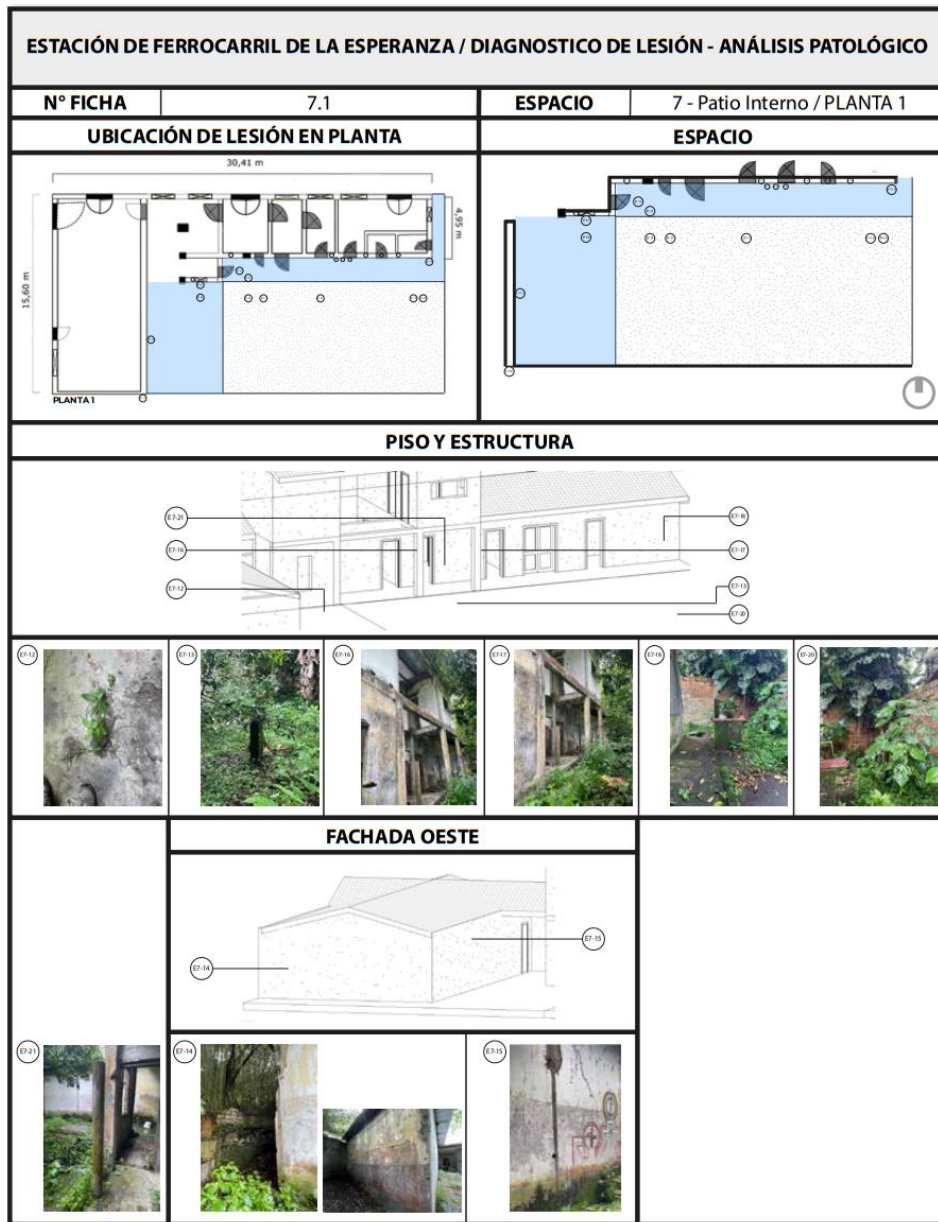 ESTACIÓN DE FERROCARRIL DE LA ESPERANZA / DIAGNOSTICO DE LESIÓN - ANÁLISIS PATOLÓGICO
N° FICHA
7.1
ESPACIO
7 - Patio Interno / PLANTA 1
UBICACIÓN DE LESIÓN EN PLANTA
ESPACIO
30,41 m
15,60 m
4,95 m
PLANTA 1
PISO Y ESTRUCTURA
E7-21
E7-16
E7-12
E7-18
E7-17
E7-13
E7-20
E7-12
E7-13
E7-16
E7-17
E7-18
E7-20
FACHADA OESTE
E7-14
E7-15
E7-21
E7-14
E7-15